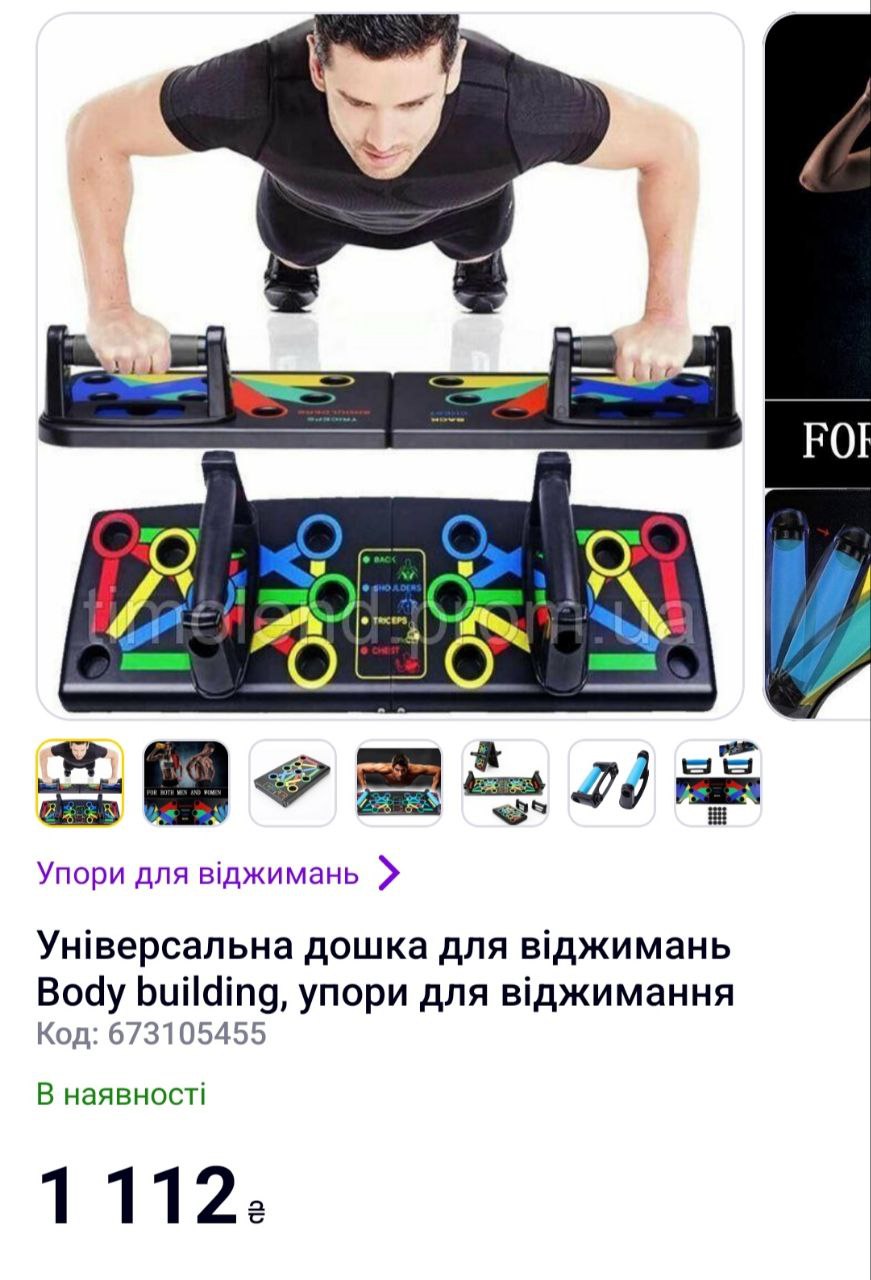 FOR
BACK
SHOULDERS
TRICEPS
CHEST
timolend.prom.ua
FOR BOTH MEN AND WOMEN
Упори для віджимань
Універсальна дошка для віджимань
Body building, упори для віджимання
Код: 673105455
В наявності
1 112 ₴